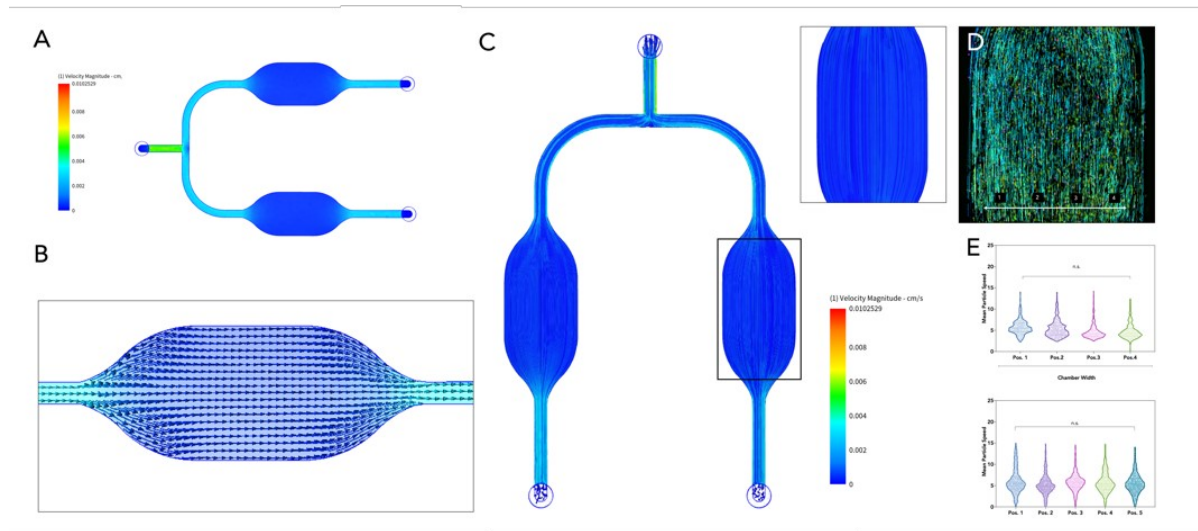 A
(1) Velocity Magnitude - cm,
0.0102529
0.008
0.006
0.004
0.002
0
B
C
(1) Velocity Magnitude - cm/s
0.0102529
0.008
0.006
0.004
0.002
0
D
1 2 3 4
E
Mean Particle Speed
25
20
15
10
5
0
n.s.
Pos. 1 Pos.2 Pos.3 Pos.4
Chamber Width
Mean Particle Speed
25
20
15
10
5
0
n.s.
Pos. 1 Pos. 2 Pos. 3 Pos. 4 Pos. 5